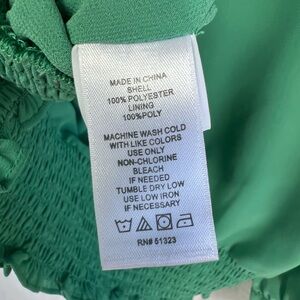 MADE IN CHINA
SHELL
100% POLYESTER
LINING
100%POLY
MACHINE WASH COLD
WITH LIKE COLORS
USE ONLY
NON-CHLORINE
BLEACH
IF NEEDED
TUMBLE DRY LOW
USE LOW IRON
IF NECESSARY
RN# 51323